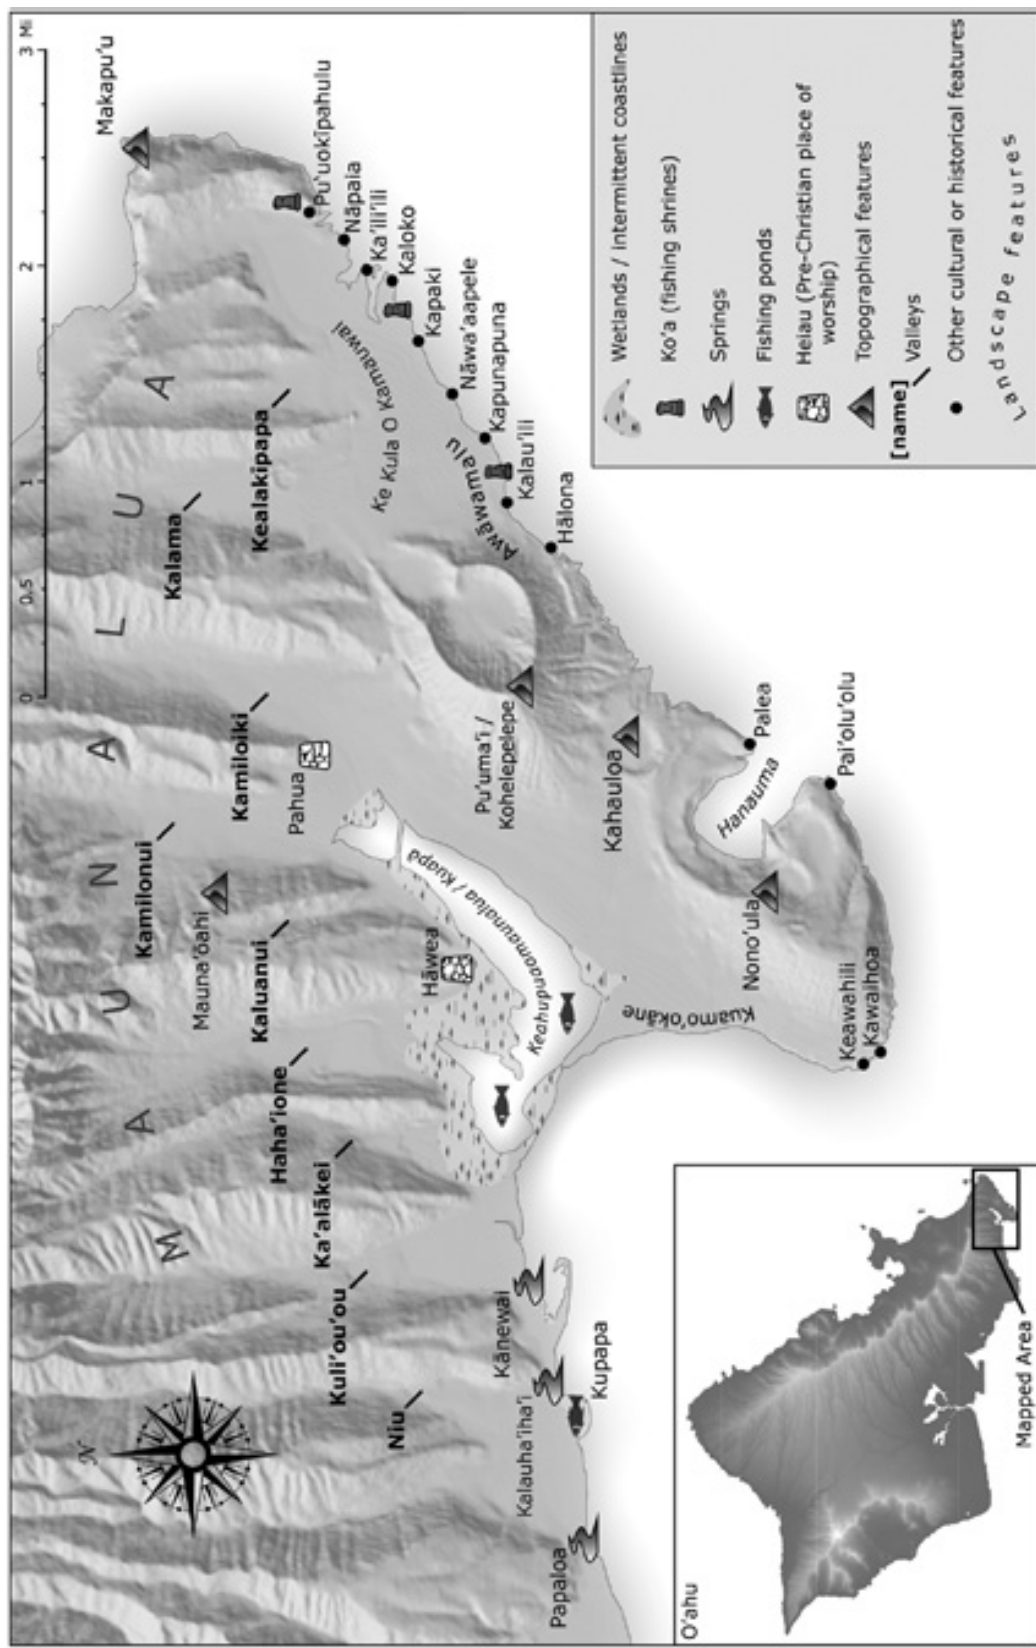 M A U N A L U A
N
0 0.5 1 2 3 Mi
Makapu'u
Pu'uokīpahulu
Nāpaia
Ka'ili'ili
Kaloko
Kapaki
Nāwa'aapele
Kapunapuna
Kalau'ili
Hālona
Ke Kula O Kamauwai
Awāwamalu
Kealakīpapa
Kalama
Kamiloiki
Kamilonui
Pahua
Mauna'ōahi
Kaluanui
Haha'ione
Ka'alākei
Kuli'ou'ou
Niu
Hāwea
Keahupuaomaunalua / Kuapā
Pu'uma'i /
Kohelepelepe
Kahauloa
Palea
Hanauma
Pai'olu'olu
Nono'ula
Keawahili
Kawaihoa
Kuamo'okāne
Kānewai
Kalauha'iha'i
Kupapa
Papaloa
O'ahu
Mapped Area
Wetlands / intermittent coastlines
Ko'a (fishing shrines)
Springs
Fishing ponds
Heiau (Pre-Christian place of
worship)
Topographical features
[name] Valleys
Other cultural or historical features
Landscape features